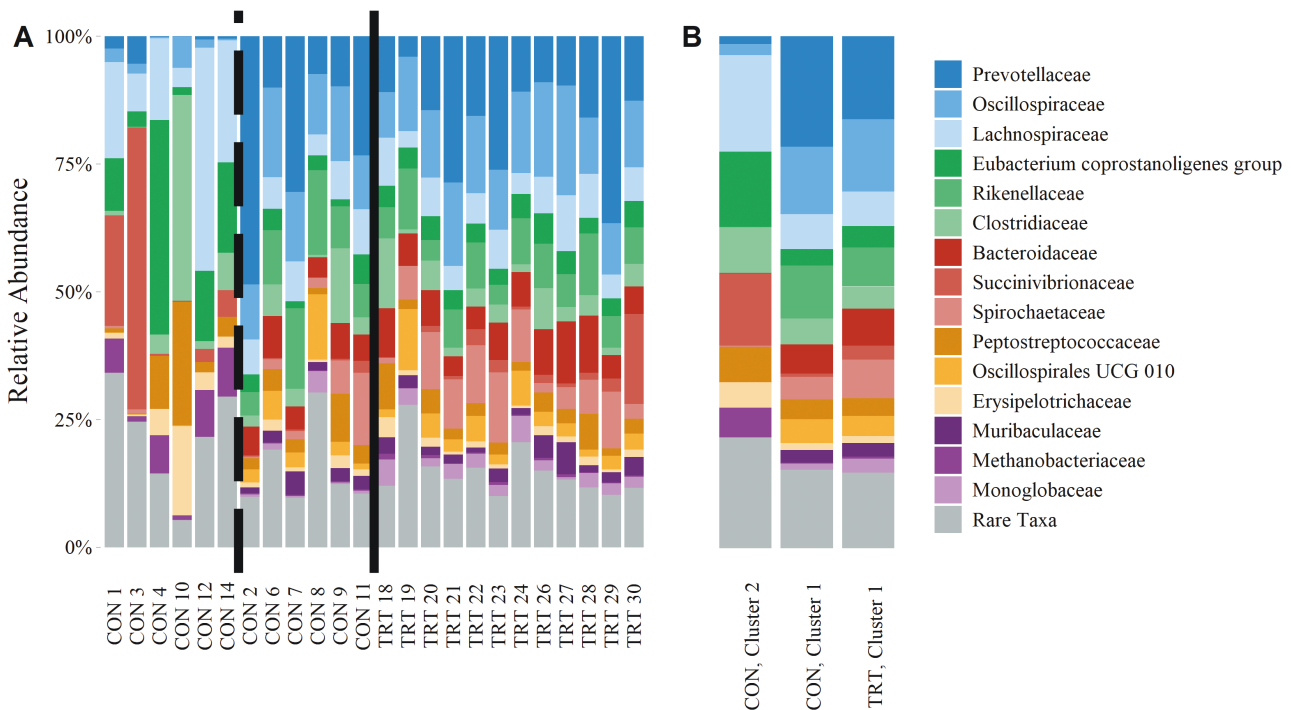 A
B
Relative Abundance
100%
75%
50%
25%
0%
CON 1
CON 3
CON 4
CON 10
CON 12
CON 14
CON 2
CON 6
CON 7
CON 8
CON 9
CON 11
TRT 18
TRT 19
TRT 20
TRT 21
TRT 22
TRT 23
TRT 24
TRT 26
TRT 27
TRT 28
TRT 29
TRT 30
CON, Cluster 2
CON, Cluster 1
TRT, Cluster 1
Prevotellaceae
Oscillospiraceae
Lachnospiraceae
Eubacterium coprostanoligenes group
Rikenellaceae
Clostridiaceae
Bacteroidaceae
Succinivibrionaceae
Spirochaetaceae
Peptostreptococcaceae
Oscillospirales UCG 010
Erysipelotrichaceae
Muribaculaceae
Methanobacteriaceae
Monoglobaceae
Rare Taxa